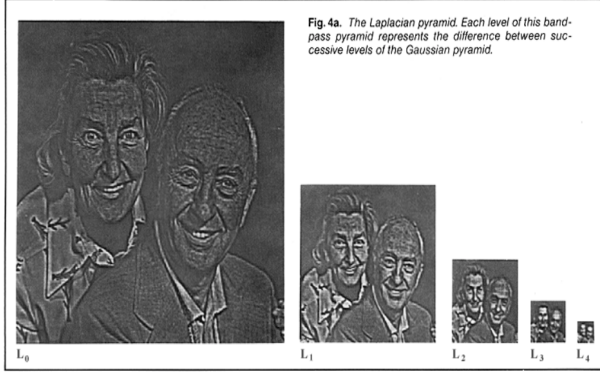 Fig. 4a. The Laplacian pyramid. Each level of this band-
pass pyramid represents the difference between suc-
cessive levels of the Gaussian pyramid.
L0
L1
L2
L3
L4